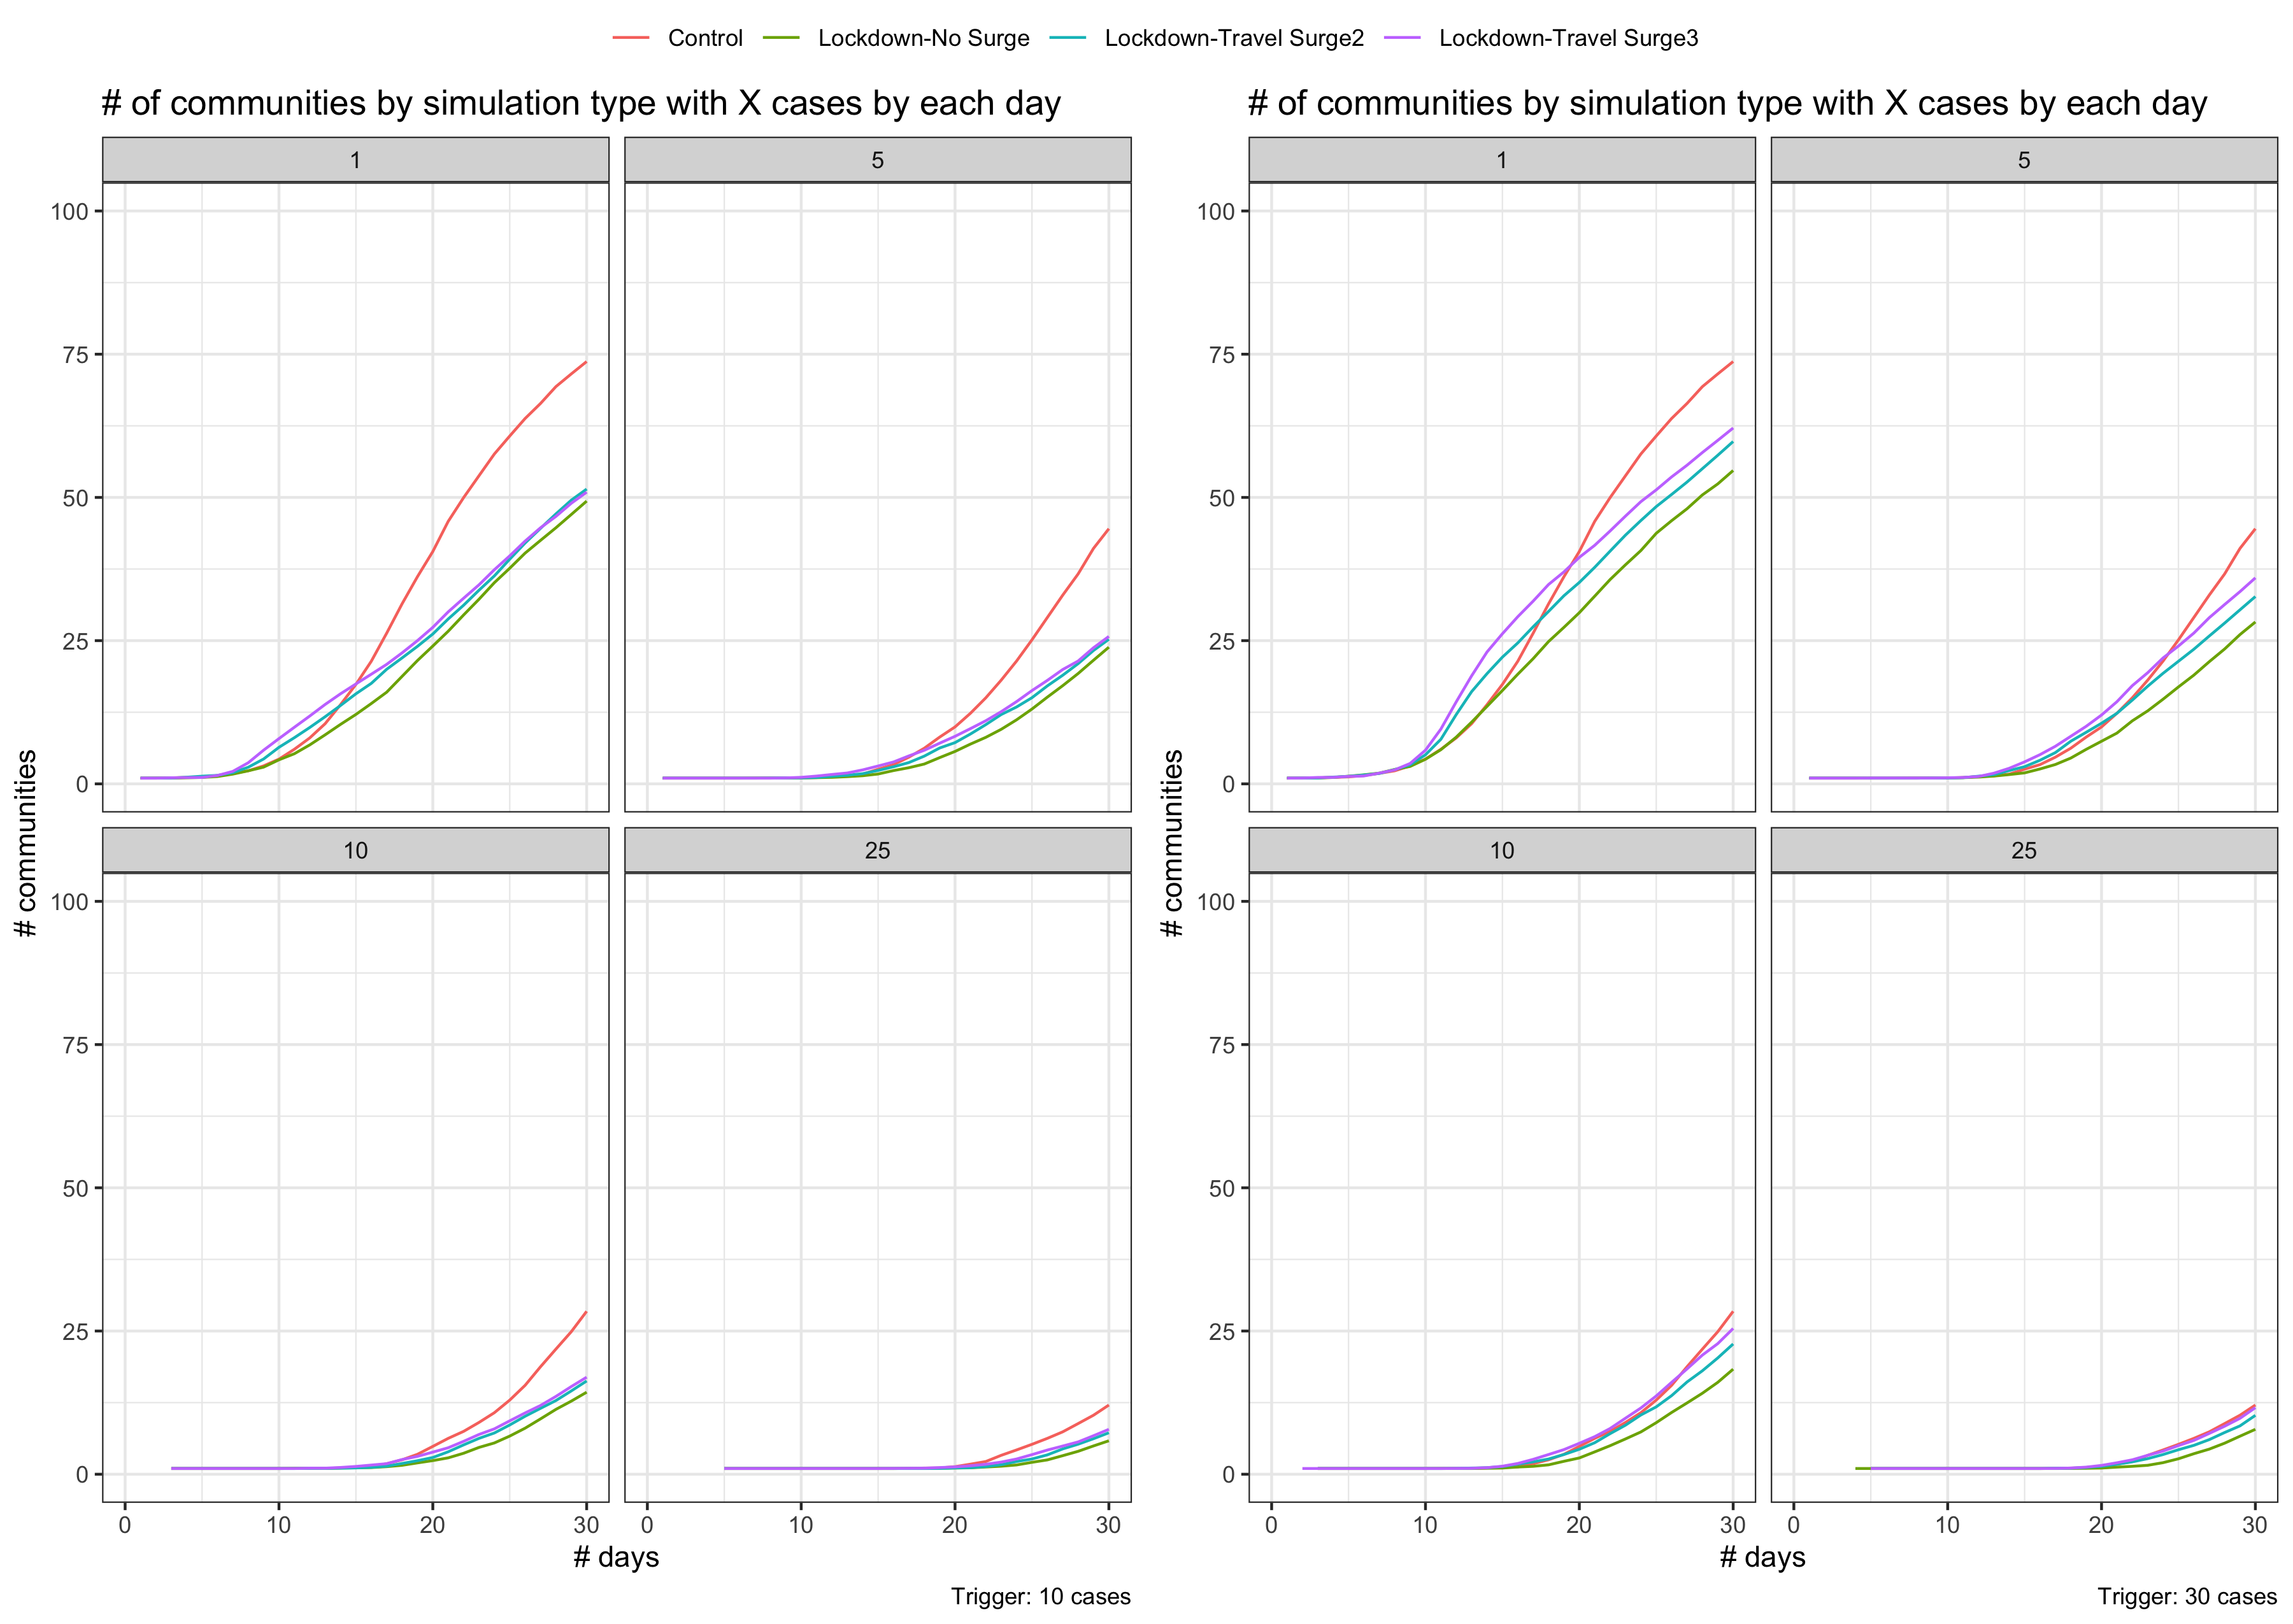 Control Lockdown-No Surge Lockdown-Travel Surge2 Lockdown-Travel Surge3
# of communities by simulation type with X cases by each day
1 5
100
75
50
25
0
10 25
100
75
50
25
0
# communities
0 10 20 30 0 10 20 30
# days
Trigger: 10 cases
# of communities by simulation type with X cases by each day
1 5
100
75
50
25
0
10 25
100
75
50
25
0
# communities
0 10 20 30 0 10 20 30
# days
Trigger: 30 cases